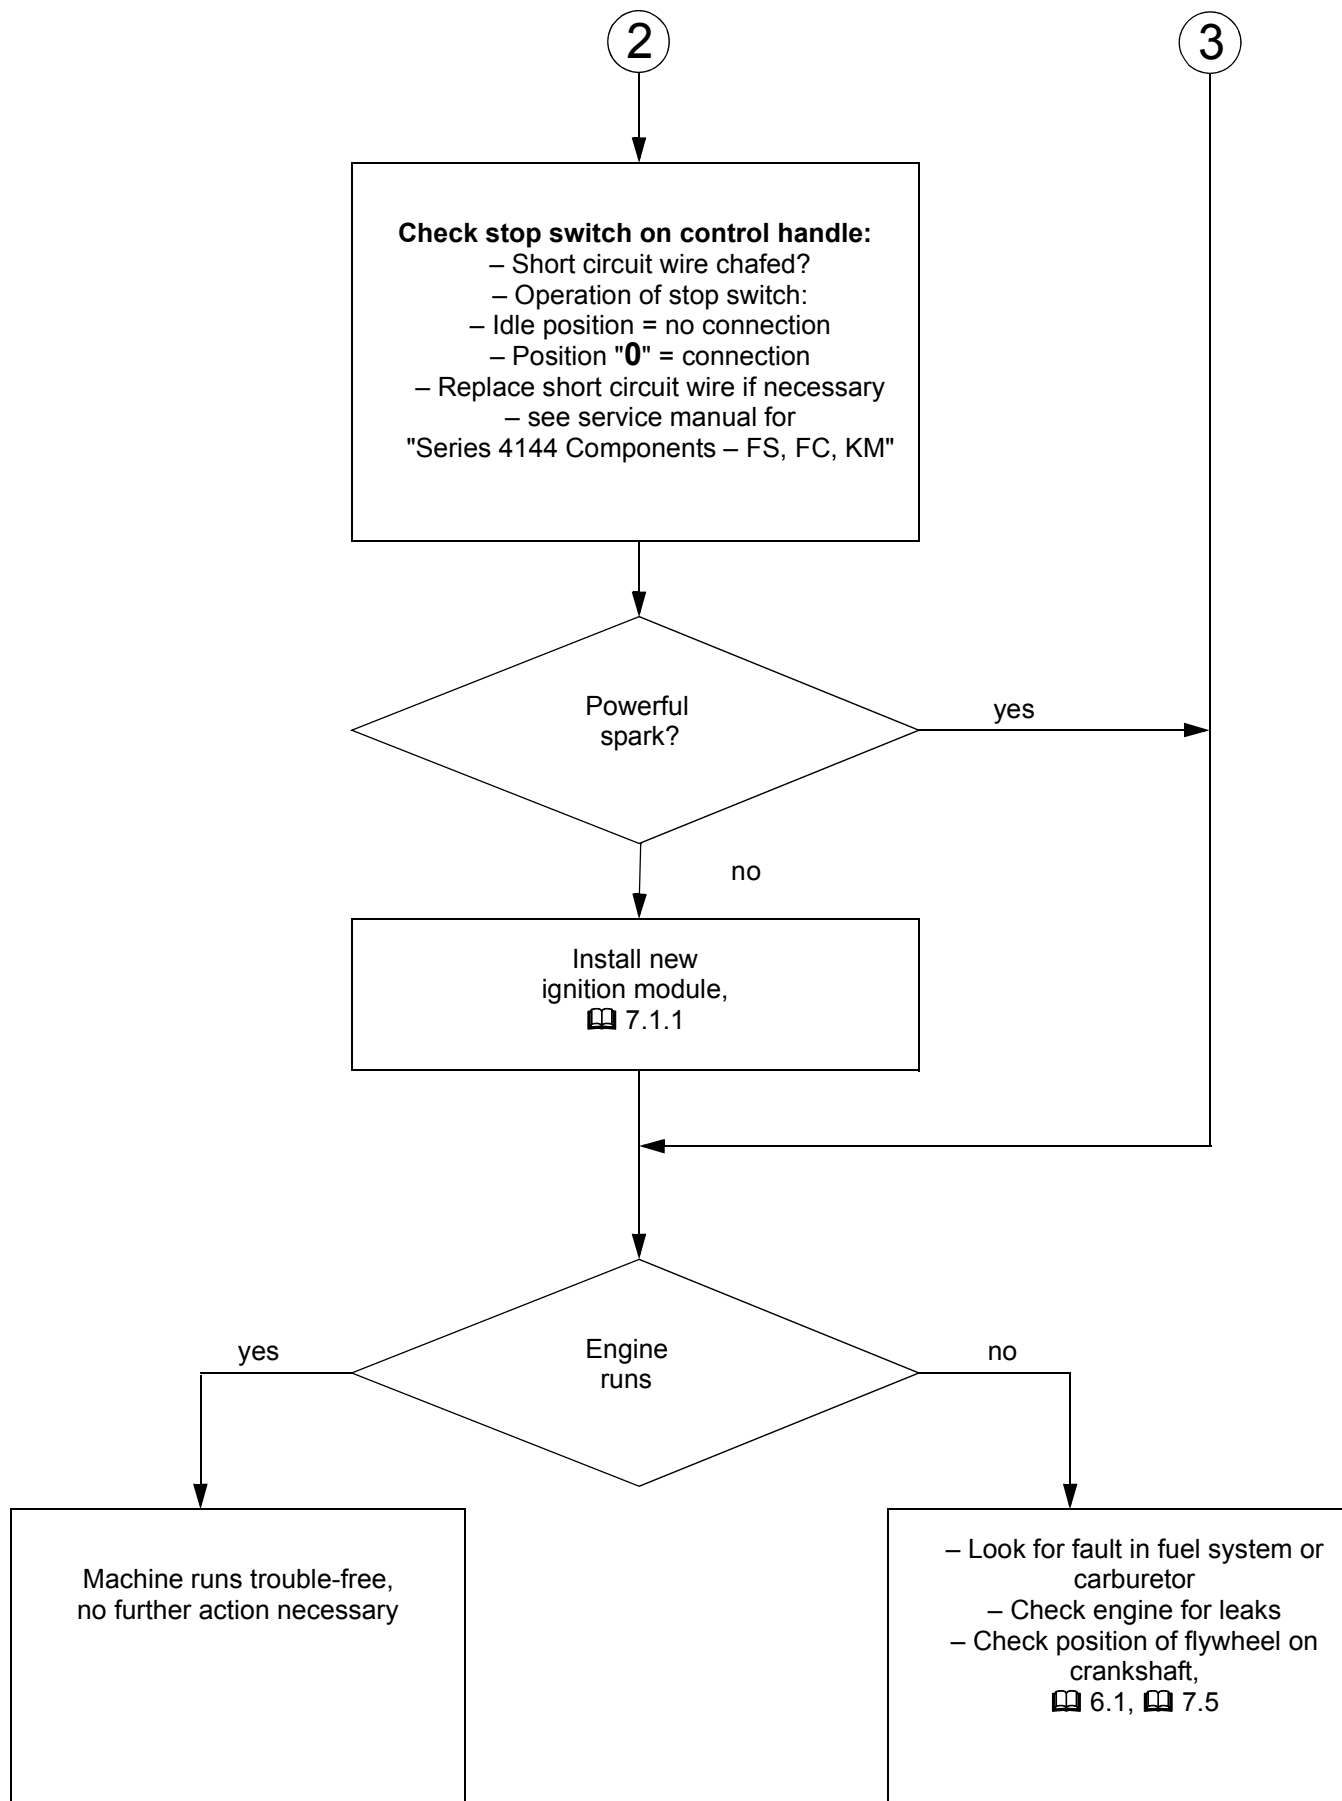 2
3
Check stop switch on control handle:
– Short circuit wire chafed?
– Operation of stop switch:
– Idle position = no connection
– Position "0" = connection
– Replace short circuit wire if necessary
– see service manual for
"Series 4144 Components – FS, FC, KM"
Powerful
spark?
yes
no
Install new
ignition module,
7.1.1
Engine
runs
yes
no
Machine runs trouble-free,
no further action necessary
– Look for fault in fuel system or
carburetor
– Check engine for leaks
– Check position of flywheel on
crankshaft,
6.1, 7.5